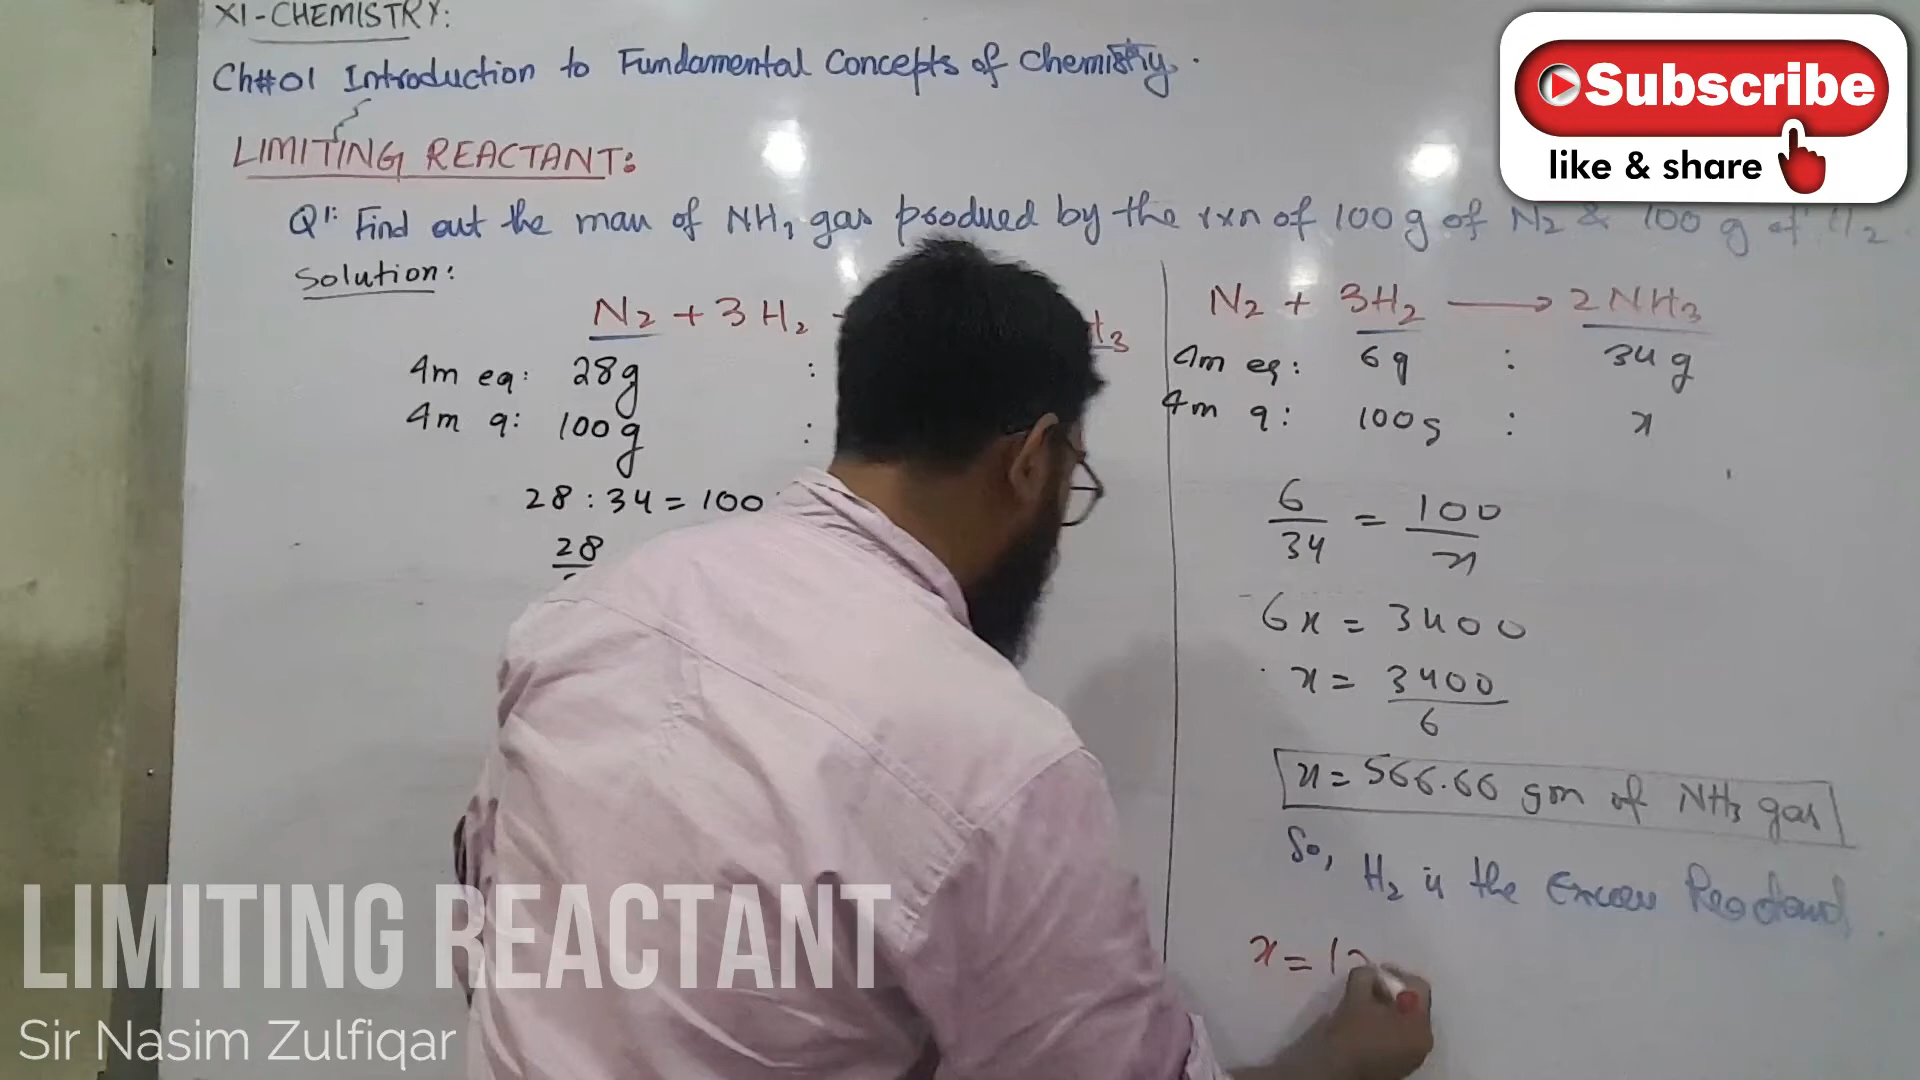 XI-CHEMISTRY:
Ch#01 Introduction to Fundamental Concepts of Chemistry.
LIMITING REACTANT:
Q1: Find out the mass of NH3 gas produced by the rxn of 100g of N2 & 100 g of H2.
Solution:
N2 + 3H2
H3
Am eq: 28g :
Am q: 100g :
28 : 34 = 100
28
N2 + 3H2 → 2NH3
Am eq: 6g : 34g
Am q: 100g : x
6/34 = 100/x
6x = 3400
x = 3400/6
x = 566.66 gm of NH3 gas
So, H2 is the Excess Reactant.
x = 12
Subscribe
like & share
LIMITING REACTANT
Sir Nasim Zulfiqar